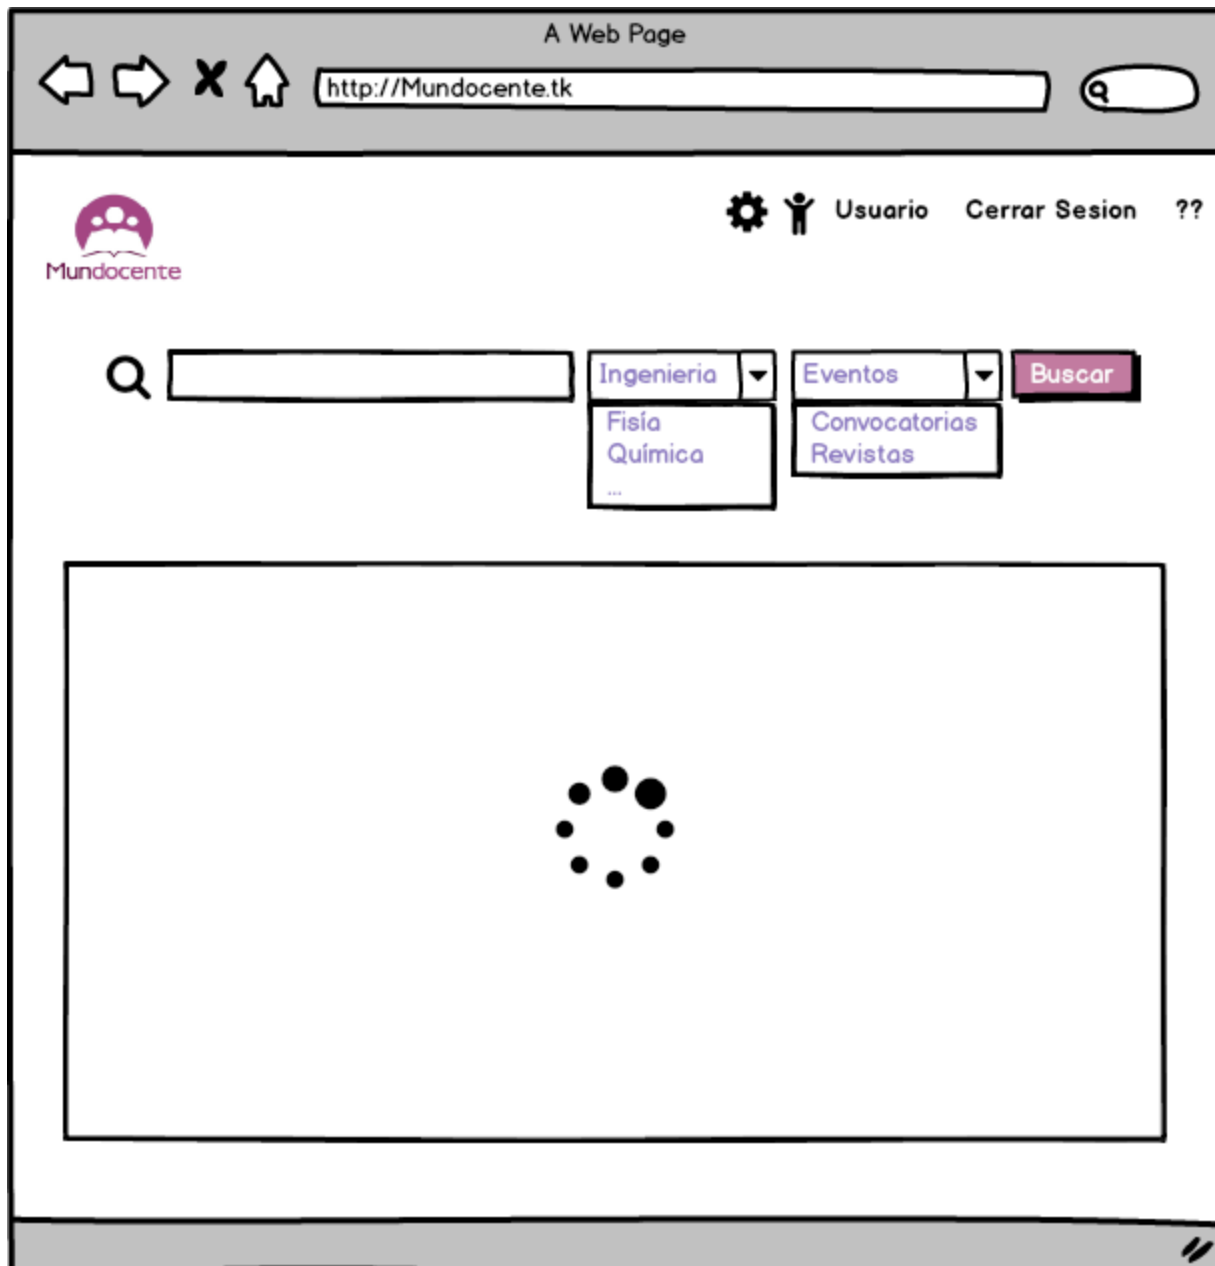 A Web Page
http://Mundocente.tk
Usuario Cerrar Sesion ??
Mundocente
Ingenieria Eventos Buscar
Fisía Convocatorias
Química Revistas
...